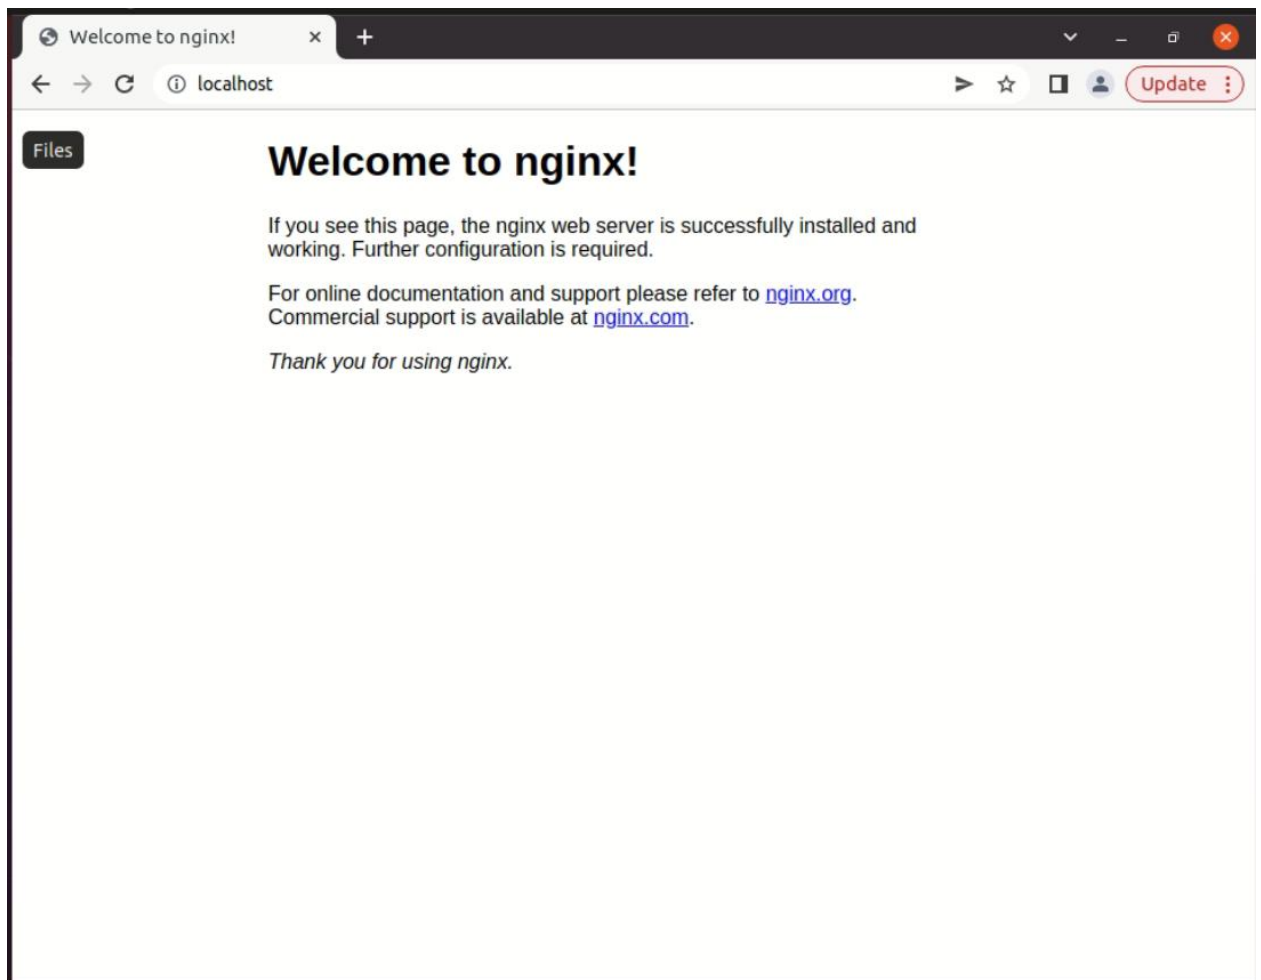 Welcome to nginx!
localhost
Update
Files
Welcome to nginx!
If you see this page, the nginx web server is successfully installed and
working. Further configuration is required.
For online documentation and support please refer to nginx.org.
Commercial support is available at nginx.com.
Thank you for using nginx.